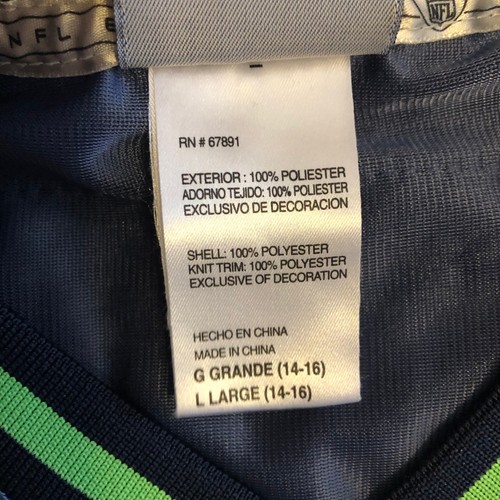 NFL
NFL
RN # 67891
EXTERIOR : 100% POLIESTER
ADORNO TEJIDO: 100% POLIESTER
EXCLUSIVO DE DECORACION
SHELL: 100% POLYESTER
KNIT TRIM: 100% POLYESTER
EXCLUSIVE OF DECORATION
HECHO EN CHINA
MADE IN CHINA
G GRANDE (14-16)
L LARGE (14-16)